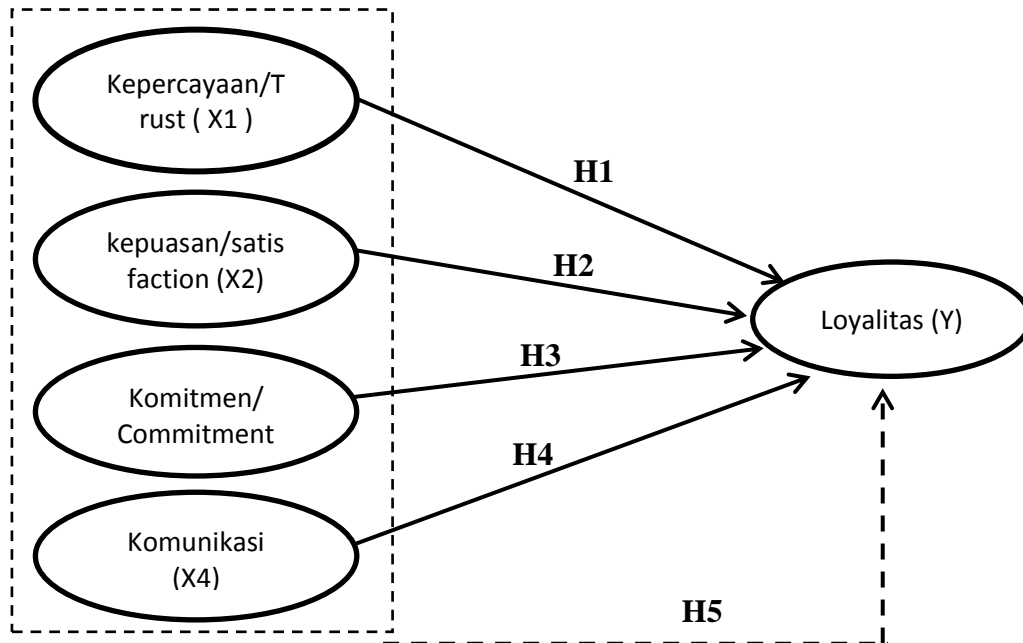 Kepercayaan/T
rust ( X1 )
H1
kepuasan/satis
faction (X2)
H2
Loyalitas (Y)
H3
Komitmen/
Commitment
H4
Komunikasi
(X4)
H5